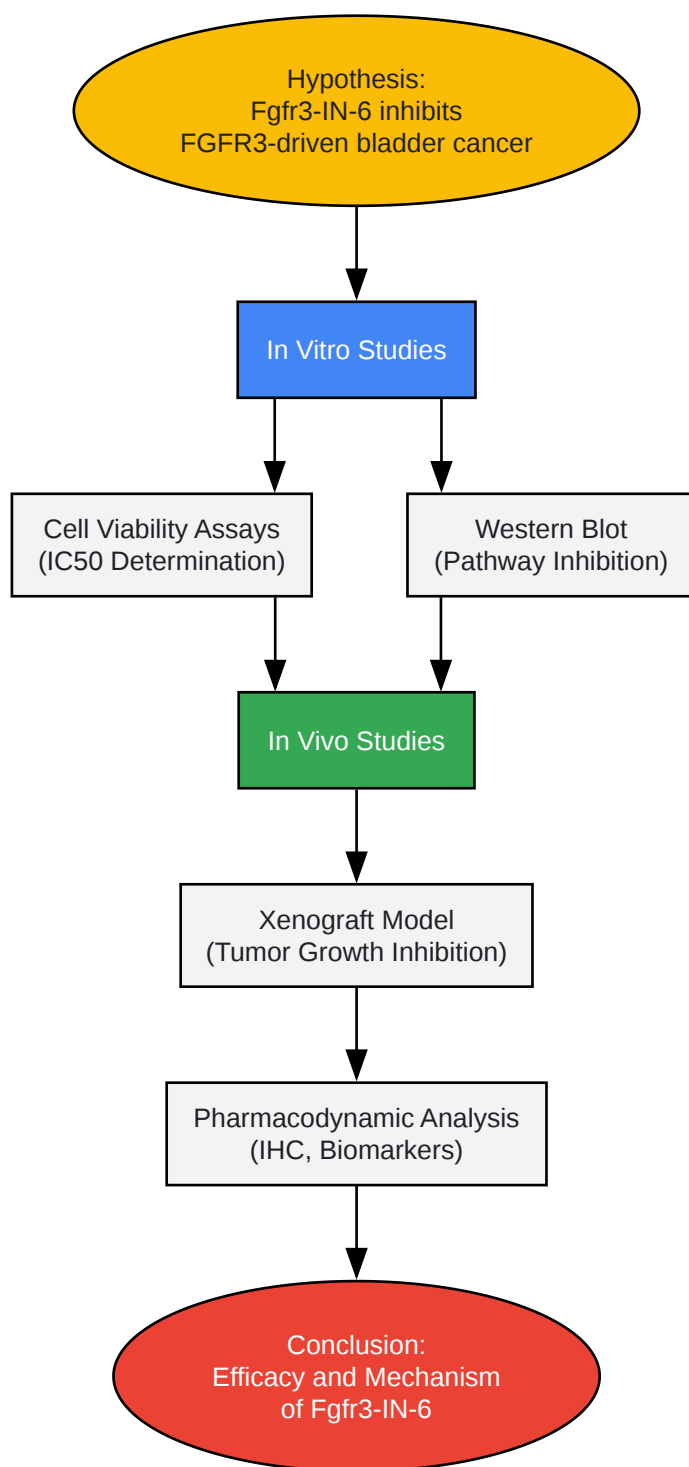 Hypothesis:
Fgfr3-IN-6 inhibits
FGFR3-driven bladder cancer
In Vitro Studies
Cell Viability Assays
(IC50 Determination)
Western Blot
(Pathway Inhibition)
In Vivo Studies
Xenograft Model
(Tumor Growth Inhibition)
Pharmacodynamic Analysis
(IHC, Biomarkers)
Conclusion:
Efficacy and Mechanism
of Fgfr3-IN-6